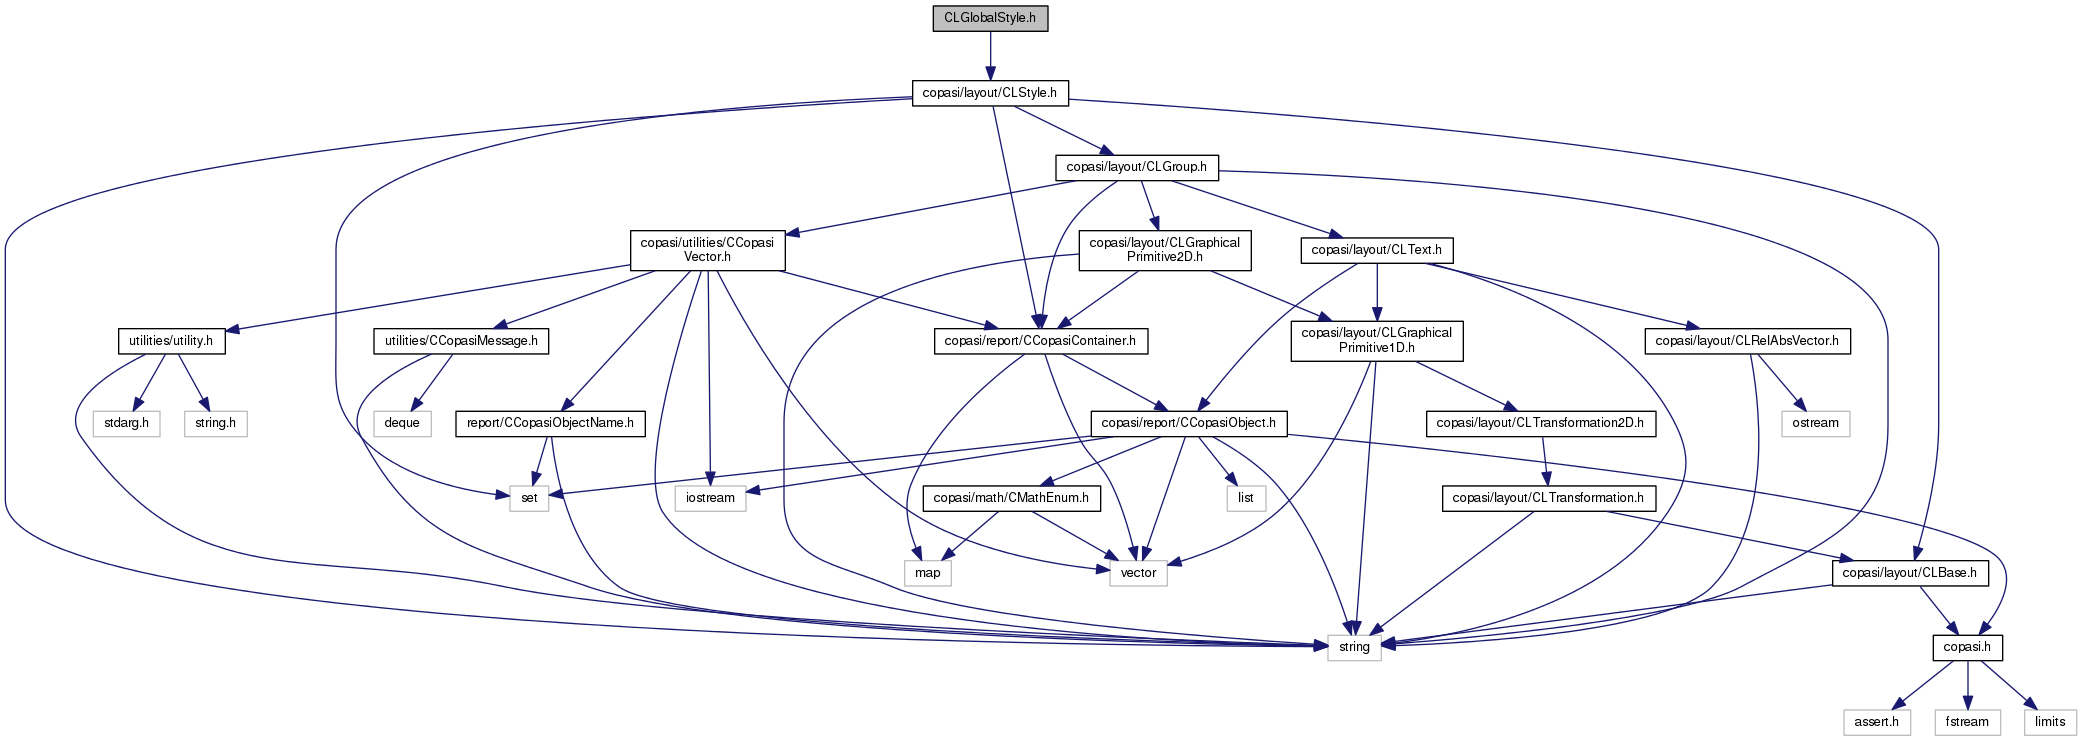 CLGlobalStyle.h
copasi/layout/CLStyle.h
copasi/layout/CLGroup.h
copasi/utilities/CCopasi
Vector.h
copasi/layout/CLGraphical
Primitive2D.h
copasi/layout/CLText.h
utilities/utility.h
utilities/CCopasiMessage.h
copasi/report/CCopasiContainer.h
copasi/layout/CLGraphical
Primitive1D.h
copasi/layout/CLRelAbsVector.h
stdarg.h
string.h
deque
report/CCopasiObjectName.h
copasi/report/CCopasiObject.h
copasi/layout/CLTransformation2D.h
ostream
set
iostream
copasi/math/CMathEnum.h
list
copasi/layout/CLTransformation.h
map
vector
copasi/layout/CLBase.h
string
copasi.h
assert.h
fstream
limits